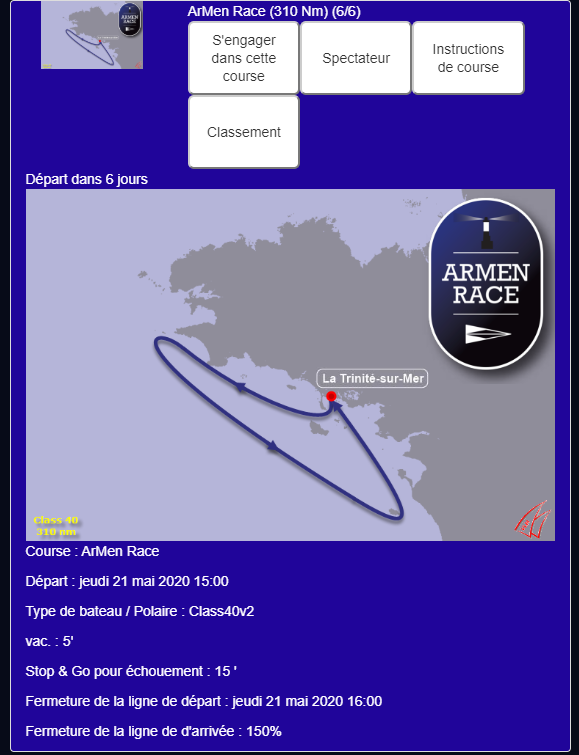 ArMen Race (310 Nm) (6/6)
S'engager
dans cette
course
Spectateur
Instructions
de course
Classement
Départ dans 6 jours
ARMEN
RACE
La Trinité-sur-Mer
Class 40
310 nm
Course : ArMen Race
Départ : jeudi 21 mai 2020 15:00
Type de bateau / Polaire : Class40v2
vac. : 5'
Stop & Go pour échouement : 15 '
Fermeture de la ligne de départ : jeudi 21 mai 2020 16:00
Fermeture de la ligne de d'arrivée : 150%